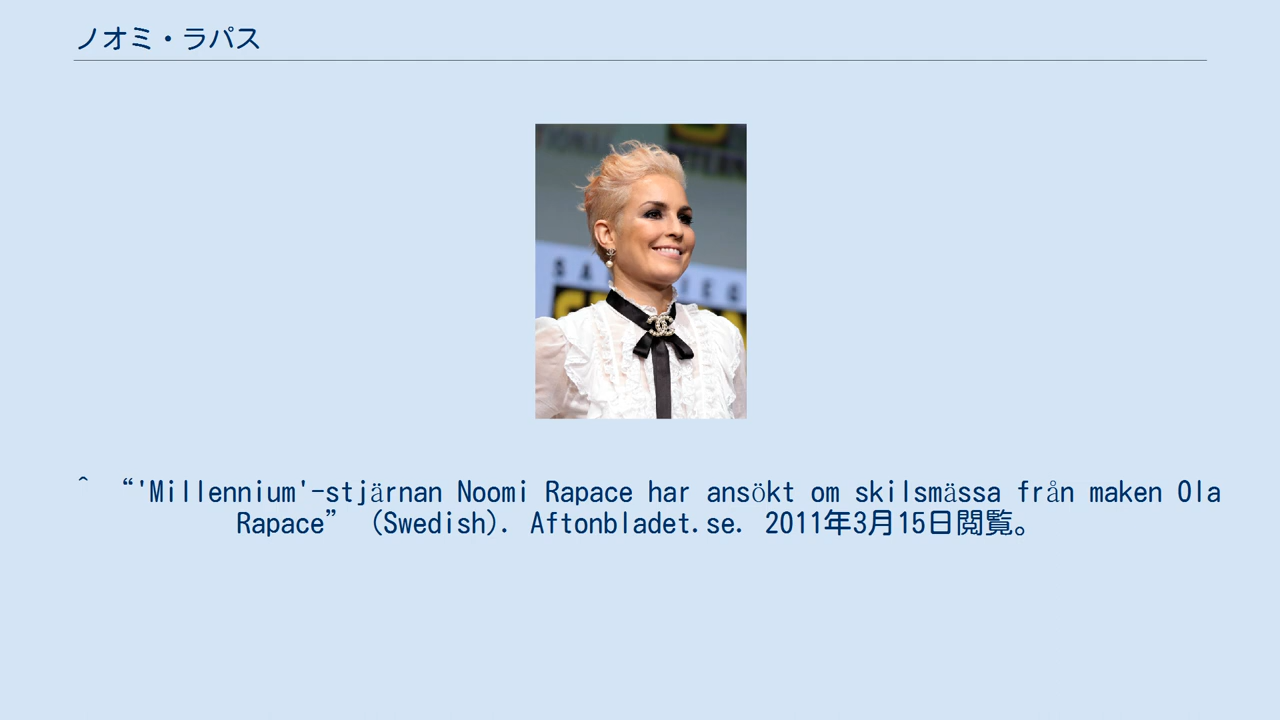 ノオミ・ラパス
^ “'Millennium'-stjärnan Noomi Rapace har ansökt om skilsmässa från maken Ola
Rapace” (Swedish). Aftonbladet.se. 2011年3月15日閲覧。